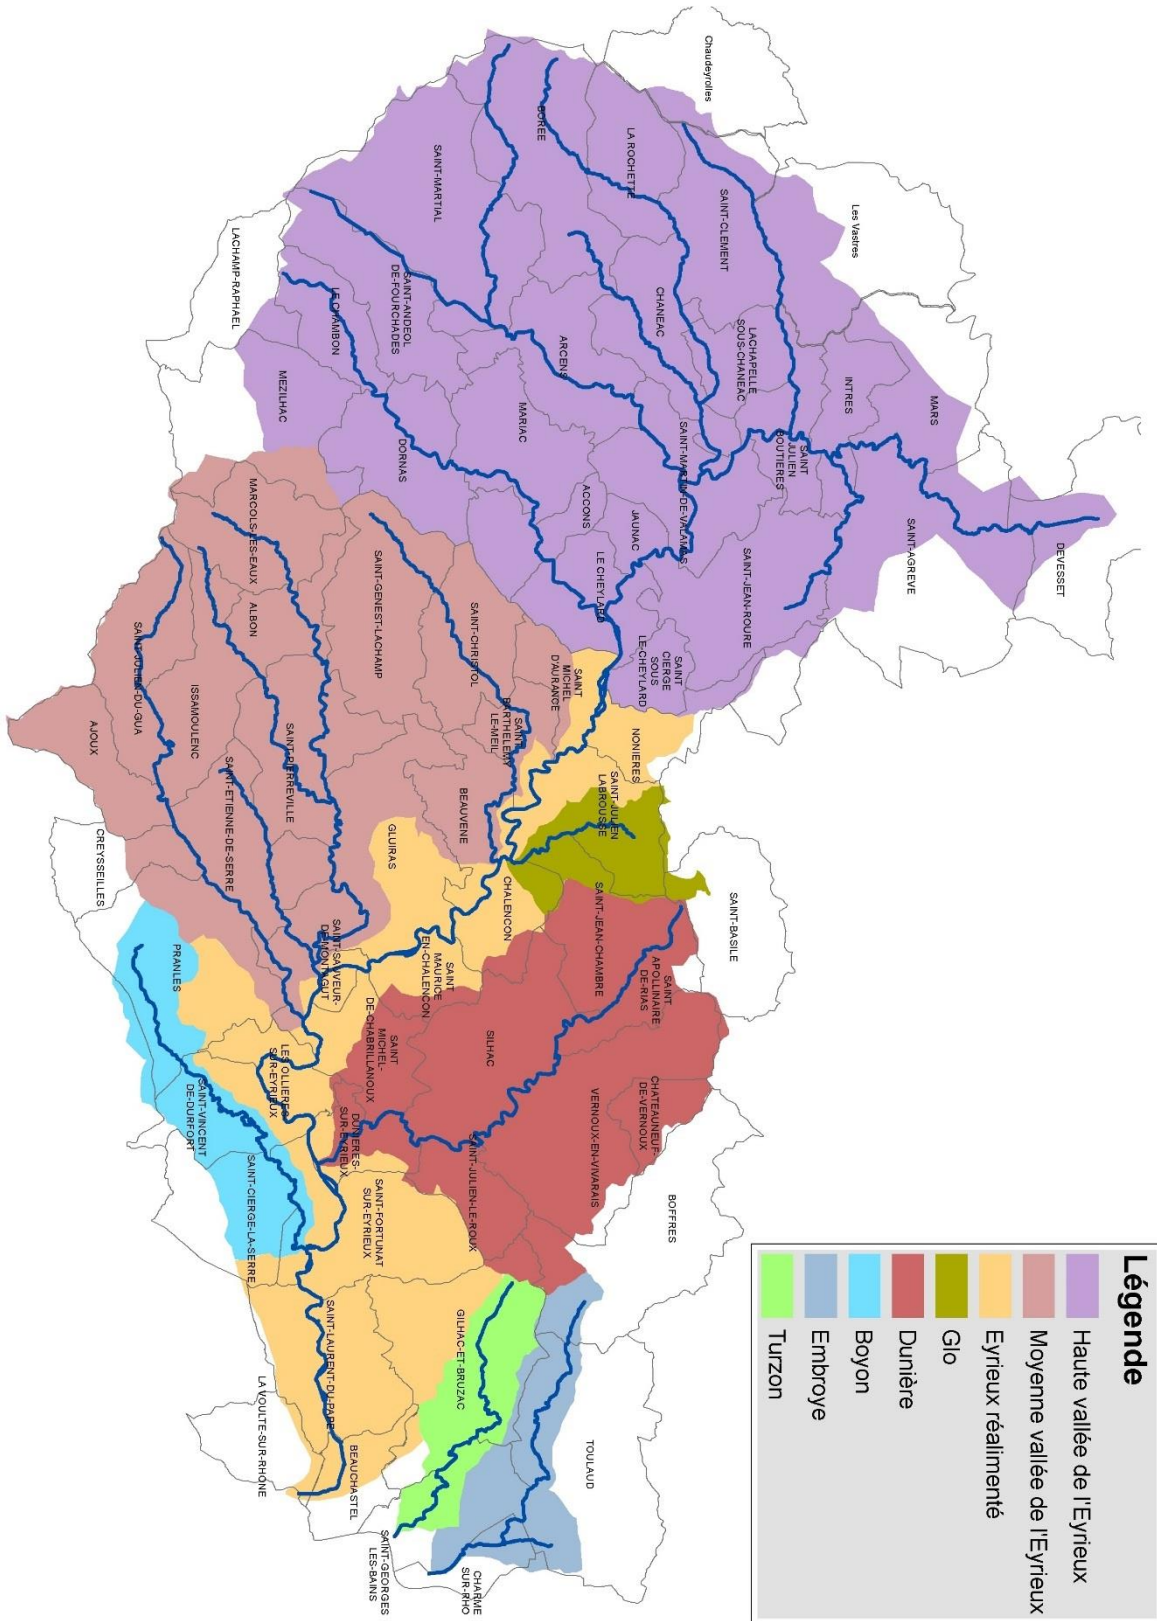 Légende
Haute vallée de l'Eyrieux
Moyenne vallée de l'Eyrieux
Eyrieux réalimenté
Glo
Dunière
Boyon
Embroye
Turzon
Chaudeyrolles
Les Vastres
BOREE
LA ROCHETTE
SAINT-CLEMENT
SAINT-MARTIAL
LACHAMP-RAPHAEL
SAINT-ANDEOL
DE-FOURCHADES
LE CHAMBON
MEZILHAC
CHANEAC
LACHAPELLE
SOUS-CHANEAC
ARCENS
INTRES
MARS
MARIAC
DORNAS
SAINT
JULIEN
BOUTIERES
SAINT-MARTIN-DE-VALAMAS
ACCONS
JAUNAC
LE CHEYLARD
SAINT-JEAN-ROURE
SAINT-AGREVE
DEVESSET
SAINT
CIERGE
SOUS
LE-CHEYLARD
MARCOLS-LES-EAUX
ALBON
SAINT-GENEST-LACHAMP
SAINT-CHRISTOL
SAINT
MICHEL
D'AURANCE
NONIERES
SAINT-JULIEN-DU-GUA
ISSAMOULENC
AJOUX
SAINT-PIERREVILLE
SAINT-ETIENNE-DE-SERRE
SAINT
BARTHELEMY
LE-MEIL
BEAUVENE
SAINT-JULIEN
LABROUSSE
GLUIRAS
CHALENCON
SAINT-JEAN-CHAMBRE
SAINT-BASILE
CREYSSEILLES
SAINT
APOLLINAIRE
DE-RIAS
PRANLES
SAINT-SAUVEUR-
DE-MONTAGUT
SAINT
MAURICE
EN-CHALENCON
SILHAC
SAINT
MICHEL-
DE-CHABRILLANOUX
CHATEAUNEUF-
DE-VERNOUX
VERNOUX-EN-VIVARAIS
LES OLLIERES
SUR-EYRIEUX
SAINT-VINCENT
DE-DURFORT
DUNIERES-
SUR-EYRIEUX
SAINT-JULIEN-LE-ROUX
BOFFRES
SAINT-CIERGE-LA-SERRE
SAINT-FORTUNAT
SUR-EYRIEUX
GILHAC-ET-BRUZAC
SAINT-LAURENT-DU-PAPE
LA VOULTE-SUR-RHONE
BEAUCHASTEL
TOULAUD
SAINT-GEORGES
LES-BAINS
CHARME
SUR-RHO